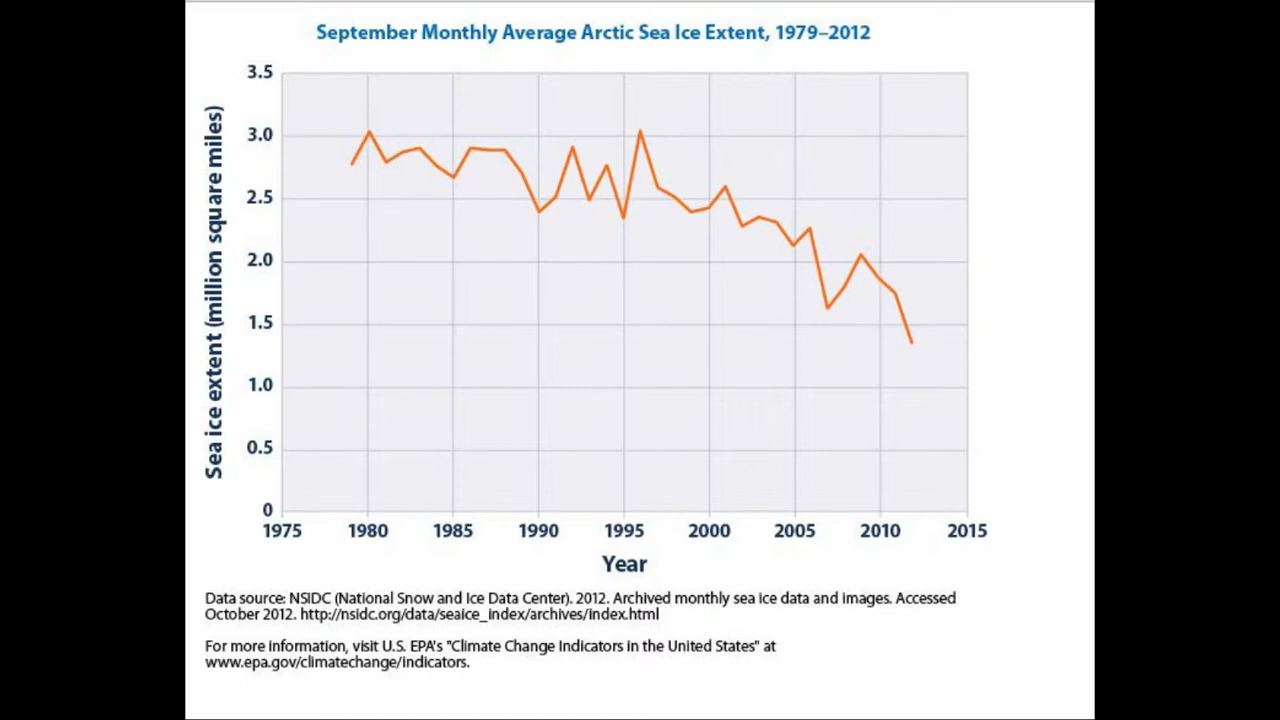 September Monthly Average Arctic Sea Ice Extent, 1979–2012
Sea ice extent (million square miles)
3.5
3.0
2.5
2.0
1.5
1.0
0.5
0
1975 1980 1985 1990 1995 2000 2005 2010 2015
Year
Data source: NSIDC (National Snow and Ice Data Center). 2012. Archived monthly sea ice data and images. Accessed
October 2012. http://nsidc.org/data/seaice_index/archives/index.html
For more information, visit U.S. EPA's "Climate Change Indicators in the United States" at
www.epa.gov/climatechange/indicators.